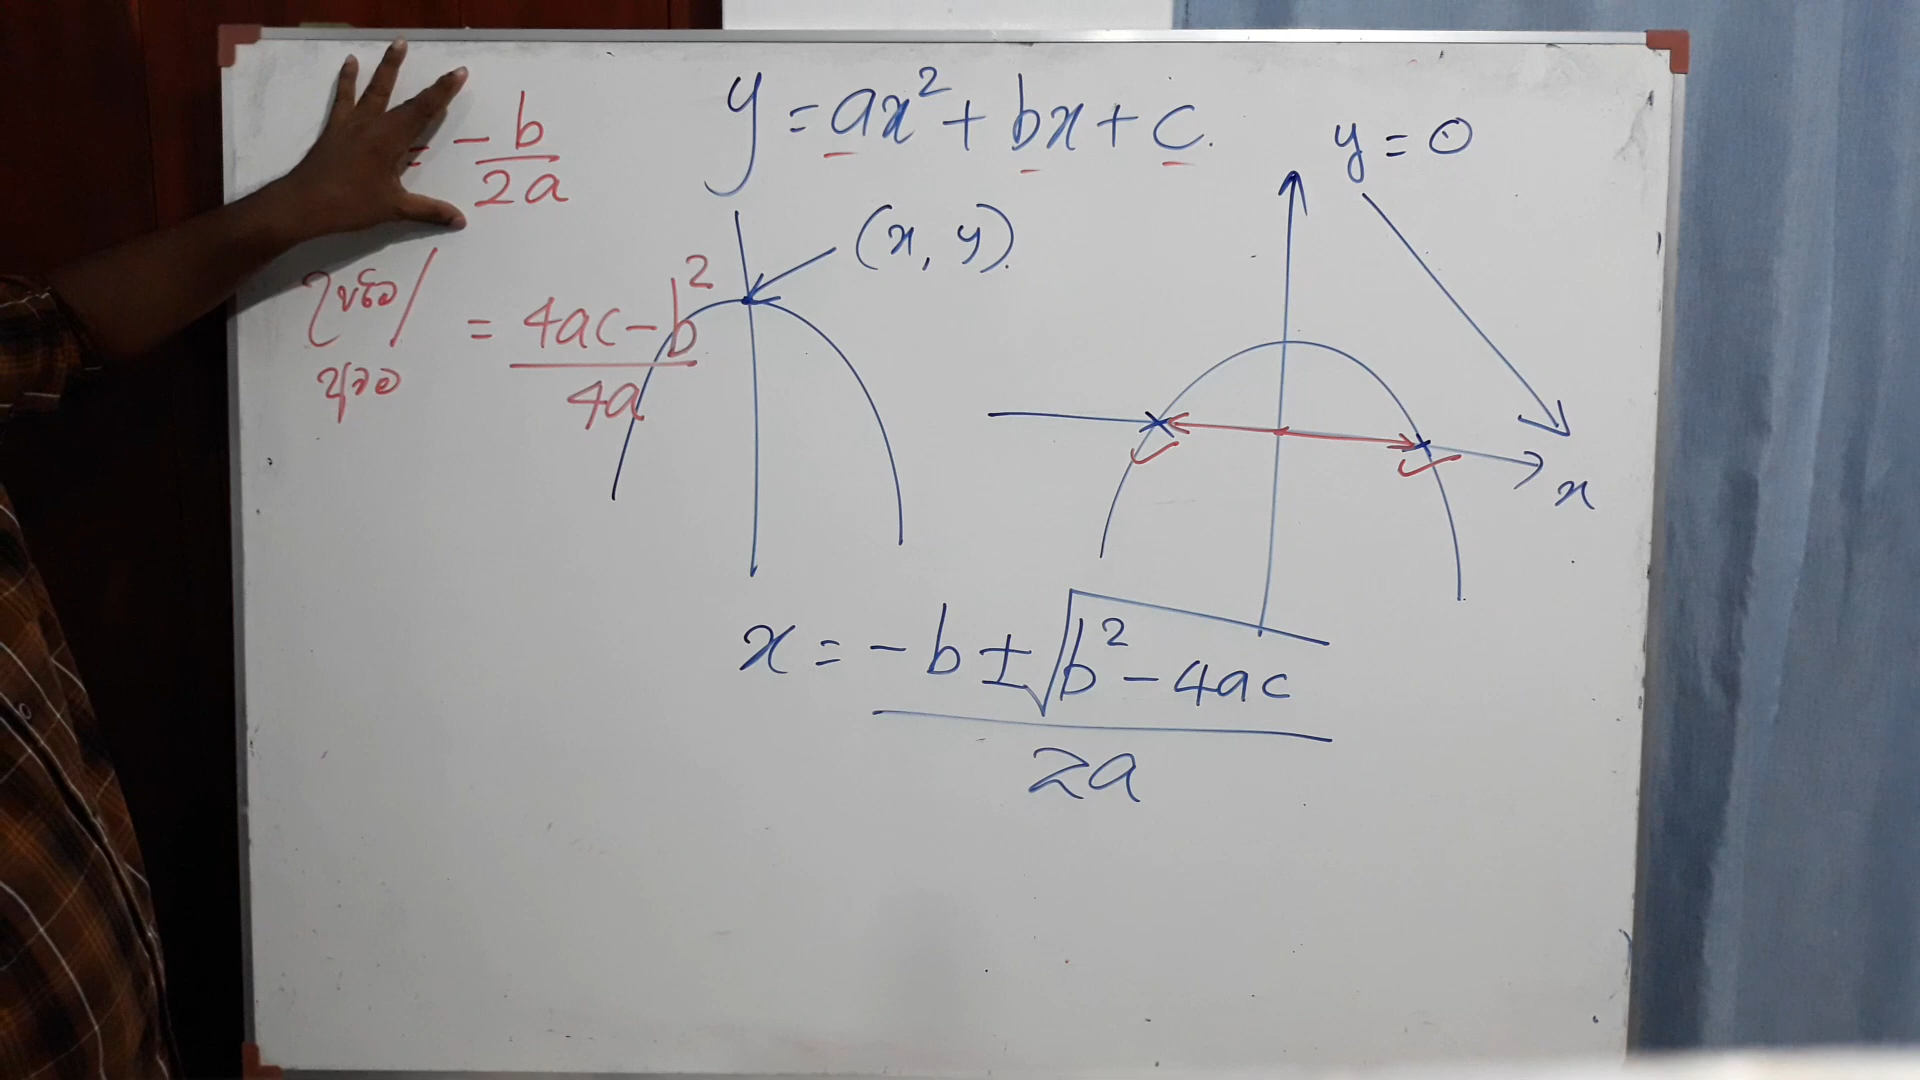 y = ax² + bx + c.
y = 0
= -b/2a
(x, y).
= (4ac - b²)/4a
x
x = (-b ± √(b² - 4ac))/2a